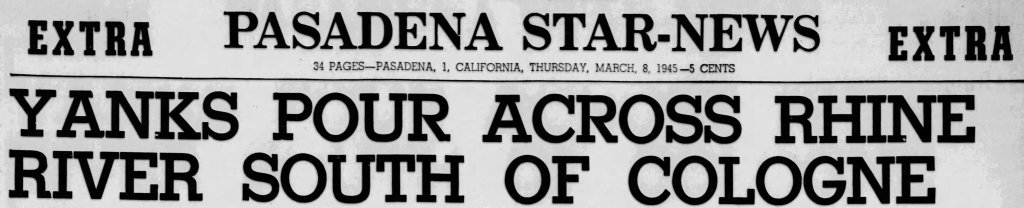 EXTRA PASADENA STAR-NEWS EXTRA
34 PAGES—PASADENA, 1, CALIFORNIA, THURSDAY, MARCH, 8, 1945—5 CENTS
YANKS POUR ACROSS RHINE
RIVER SOUTH OF COLOGNE